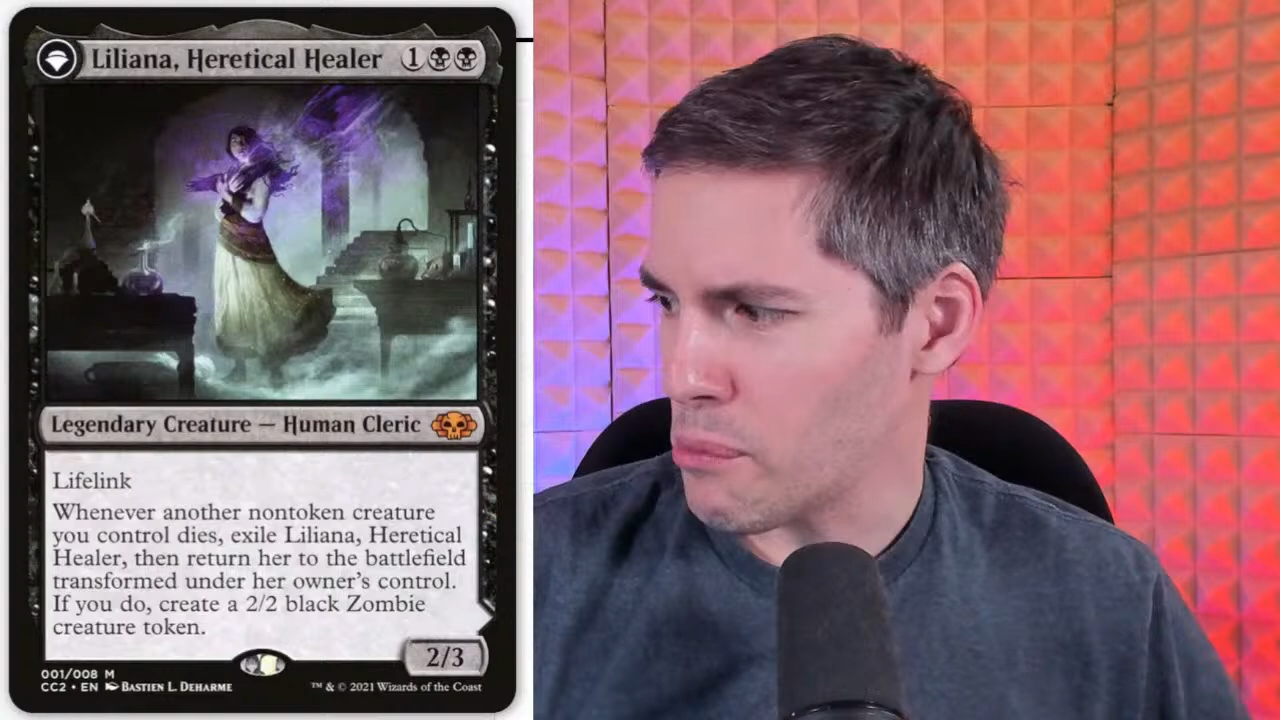 Liliana, Heretical Healer 1
Legendary Creature — Human Cleric
Lifelink
Whenever another nontoken creature
you control dies, exile Liliana, Heretical
Healer, then return her to the battlefield
transformed under her owner's control.
If you do, create a 2/2 black Zombie
creature token.
2/3
001/008 M
CC2 • EN Bastien L. Deharme
™ & © 2021 Wizards of the Coast